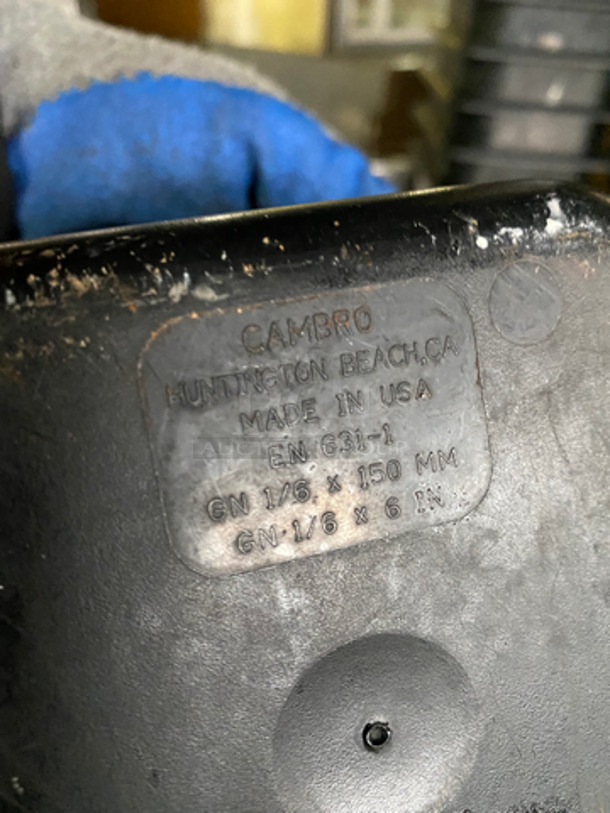 CAMBRO
HUNTINGTON BEACH, CA
MADE IN USA
EN 631-1
GN 1/6 x 150 MM
GN 1/6 x 6 IN